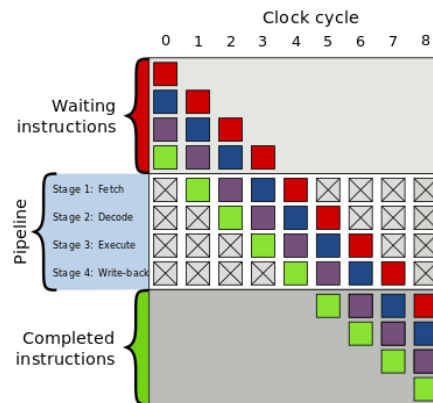 Clock cycle
0 1 2 3 4 5 6 7 8
Waiting
instructions
Pipeline
Stage 1: Fetch
Stage 2: Decode
Stage 3: Execute
Stage 4: Write-back
Completed
instructions